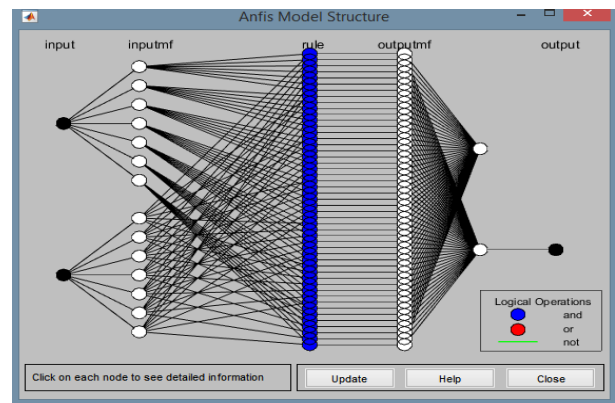 Anfis Model Structure
input inputmf rule outputmf output
Logical Operations
and
or
not
Click on each node to see detailed information Update Help Close